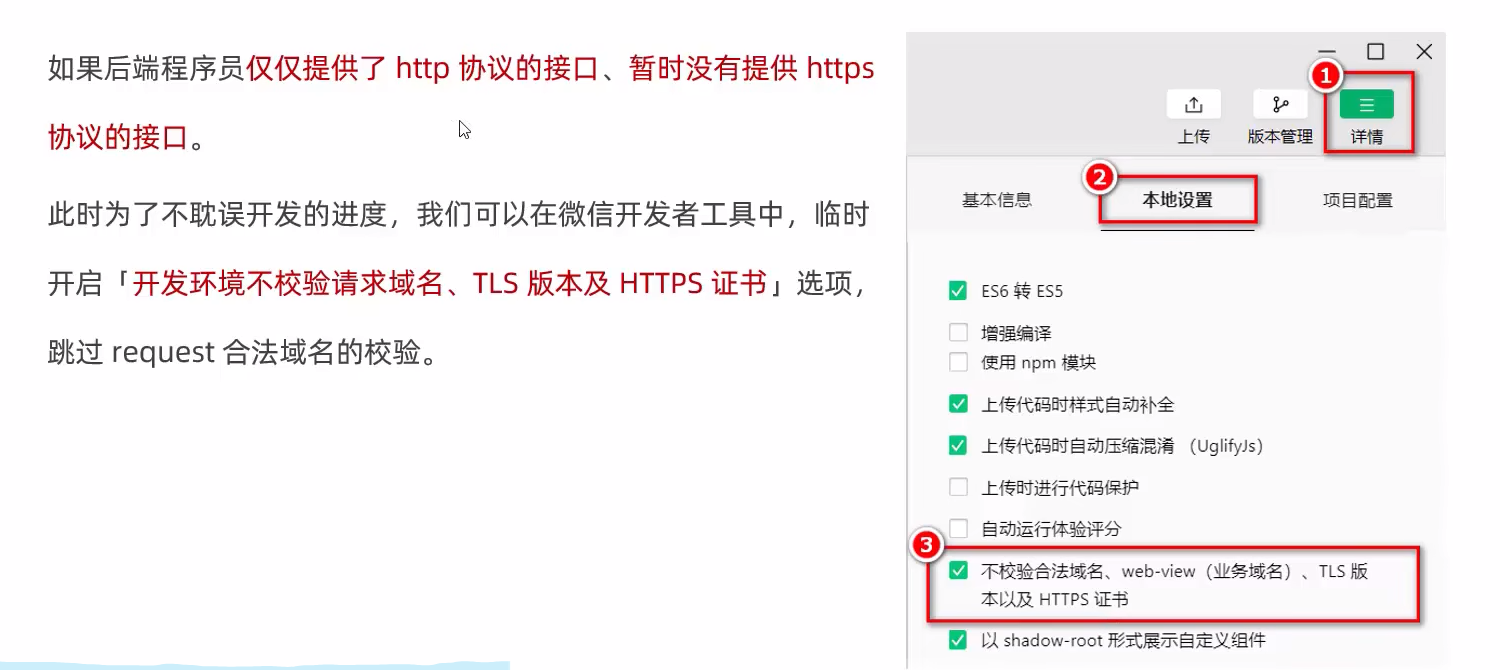 如果后端程序员仅仅提供了 http 协议的接口、暂时没有提供 https
协议的接口。
此时为了不耽误开发的进度，我们可以在微信开发者工具中，临时
开启「开发环境不校验请求域名、TLS 版本及 HTTPS 证书」选项，
跳过 request 合法域名的校验。
1
上传 版本管理 详情
2
基本信息 本地设置 项目配置
ES6 转 ES5
增强编译
使用 npm 模块
上传代码时样式自动补全
上传代码时自动压缩混淆 （UglifyJs）
上传时进行代码保护
自动运行体验评分
3
不校验合法域名、web-view（业务域名）、TLS 版
本以及 HTTPS 证书
以 shadow-root 形式展示自定义组件